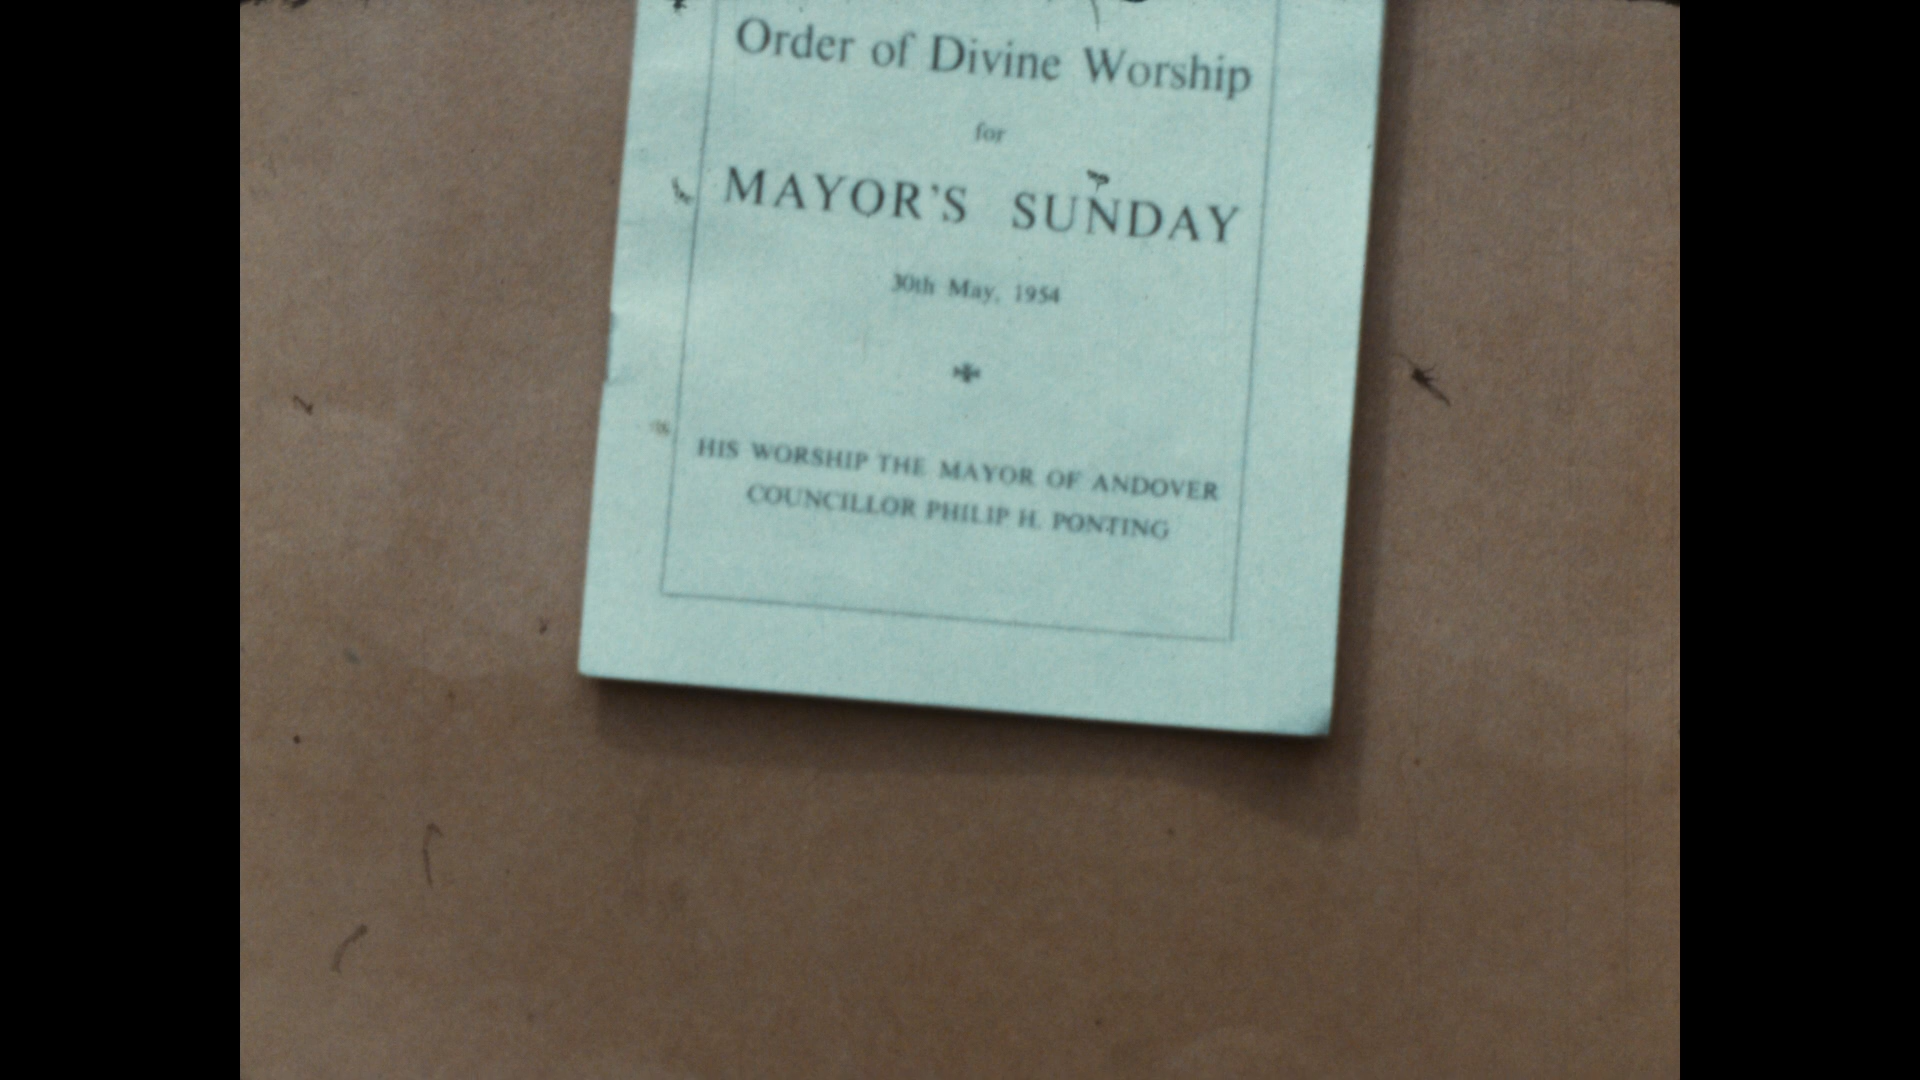 Order of Divine Worship
for
MAYOR'S SUNDAY
30th May, 1954
HIS WORSHIP THE MAYOR OF ANDOVER
COUNCILLOR PHILIP H. PONTING